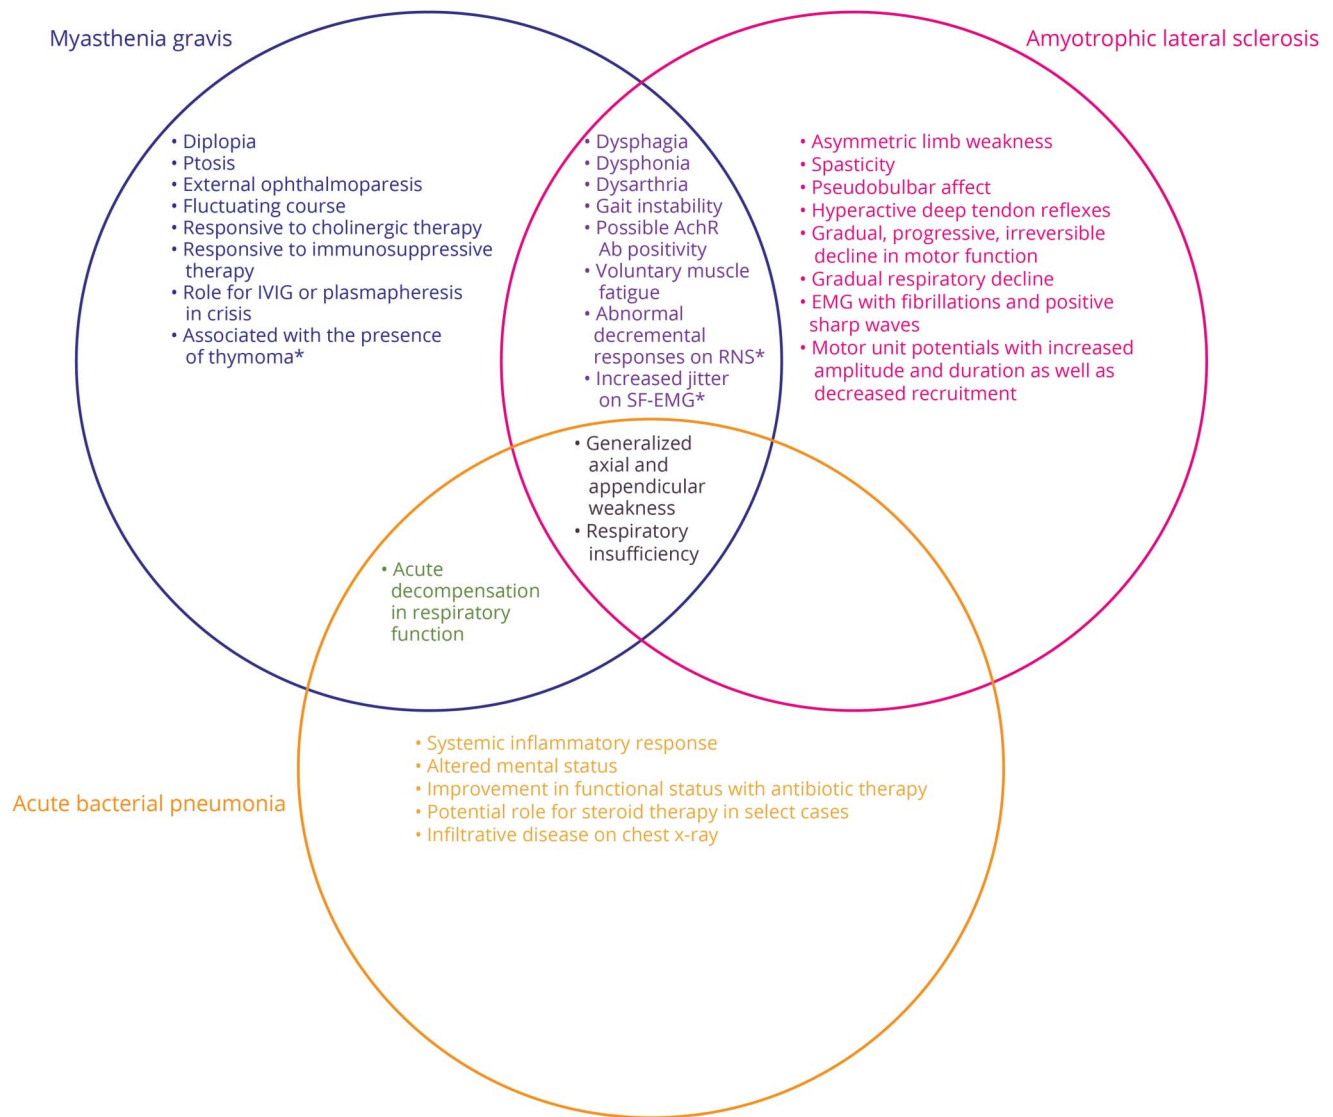 Myasthenia gravis
Amyotrophic lateral sclerosis
• Diplopia
• Ptosis
• External ophthalmoparesis
• Fluctuating course
• Responsive to cholinergic therapy
• Responsive to immunosuppressive
therapy
• Role for IVIG or plasmapheresis
in crisis
• Associated with the presence
of thymoma*
• Dysphagia
• Dysphonia
• Dysarthria
• Gait instability
• Possible AchR
Ab positivity
• Voluntary muscle
fatigue
• Abnormal
decremental
responses on RNS*
• Increased jitter
on SF-EMG*
• Asymmetric limb weakness
• Spasticity
• Pseudobulbar affect
• Hyperactive deep tendon reflexes
• Gradual, progressive, irreversible
decline in motor function
• Gradual respiratory decline
• EMG with fibrillations and positive
sharp waves
• Motor unit potentials with increased
amplitude and duration as well as
decreased recruitment
• Generalized
axial and
appendicular
weakness
• Respiratory
insufficiency
• Acute
decompensation
in respiratory
function
Acute bacterial pneumonia
• Systemic inflammatory response
• Altered mental status
• Improvement in functional status with antibiotic therapy
• Potential role for steroid therapy in select cases
• Infiltrative disease on chest x-ray